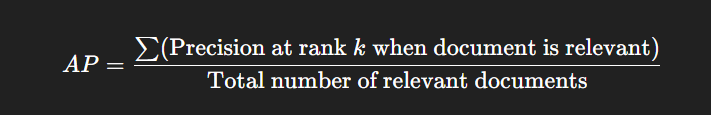 AP = ∑(Precision at rank k when document is relevant)
Total number of relevant documents